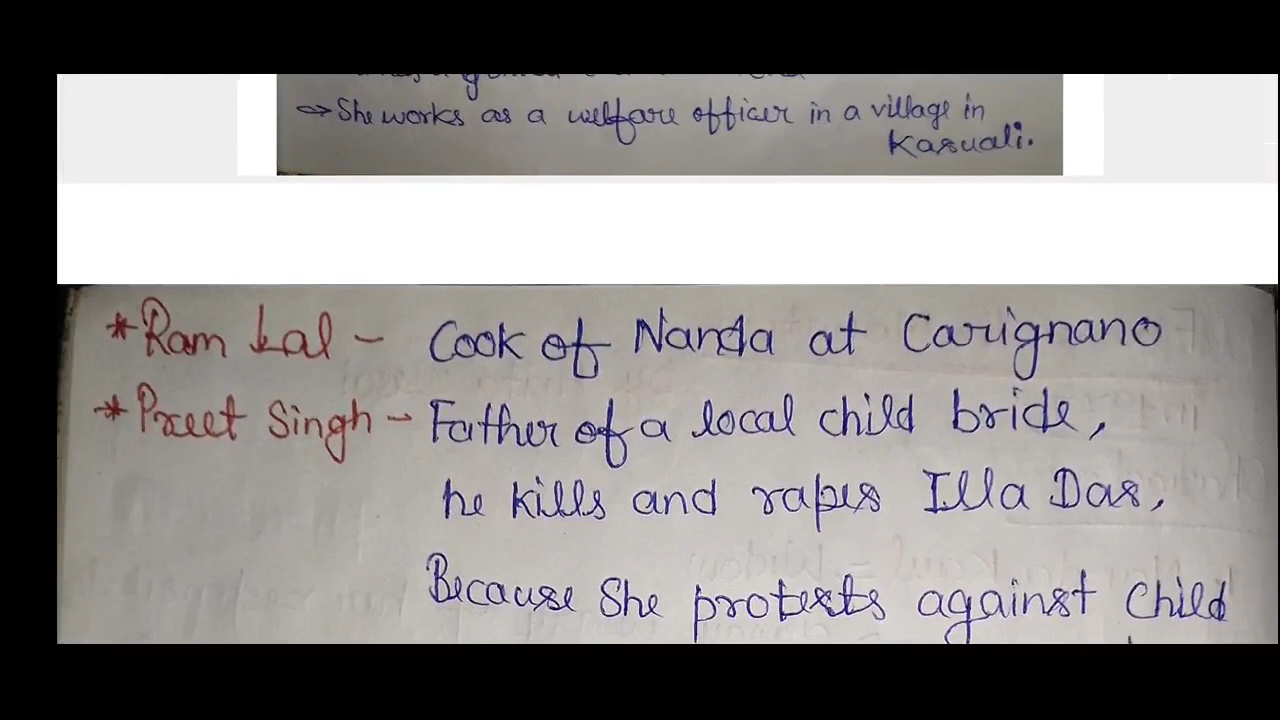 ⇒ She works as a welfare officer in a village in
Kasuali.
*Ram Lal - Cook of Nanda at Carignano
*Preet Singh - Father of a local child bride,
he kills and rapes Illa Das,
Because She protests against Child